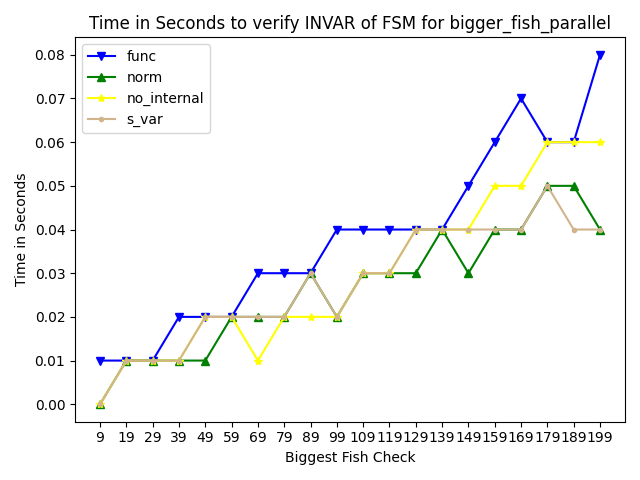 Time in Seconds to verify INVAR of FSM for bigger_fish_parallel
func
norm
no_internal
s_var
0.08
0.07
0.06
0.05
0.04
0.03
0.02
0.01
0.00
Time in Seconds
9 19 29 39 49 59 69 79 89 99 109 119 129 139 149 159 169 179 189 199
Biggest Fish Check